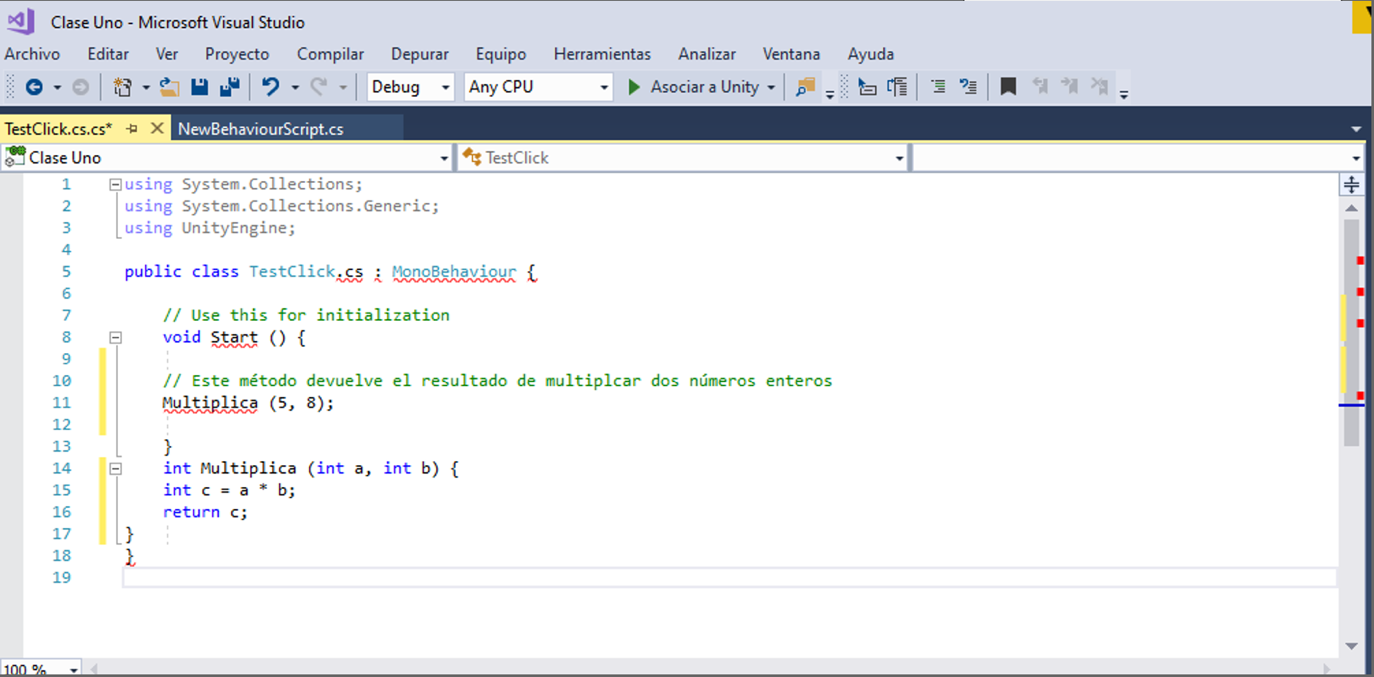 Clase Uno - Microsoft Visual Studio
Archivo Editar Ver Proyecto Compilar Depurar Equipo Herramientas Analizar Ventana Ayuda
Debug Any CPU Asociar a Unity
TestClick.cs.cs* NewBehaviourScript.cs
Clase Uno TestClick
1 using System.Collections;
2 using System.Collections.Generic;
3 using UnityEngine;
4
5 public class TestClick.cs : MonoBehaviour {
6
7 // Use this for initialization
8 void Start () {
9
10 // Este método devuelve el resultado de multiplcar dos números enteros
11 Multiplica (5, 8);
12
13 }
14 int Multiplica (int a, int b) {
15 int c = a * b;
16 return c;
17 }
18 }
19
100 %